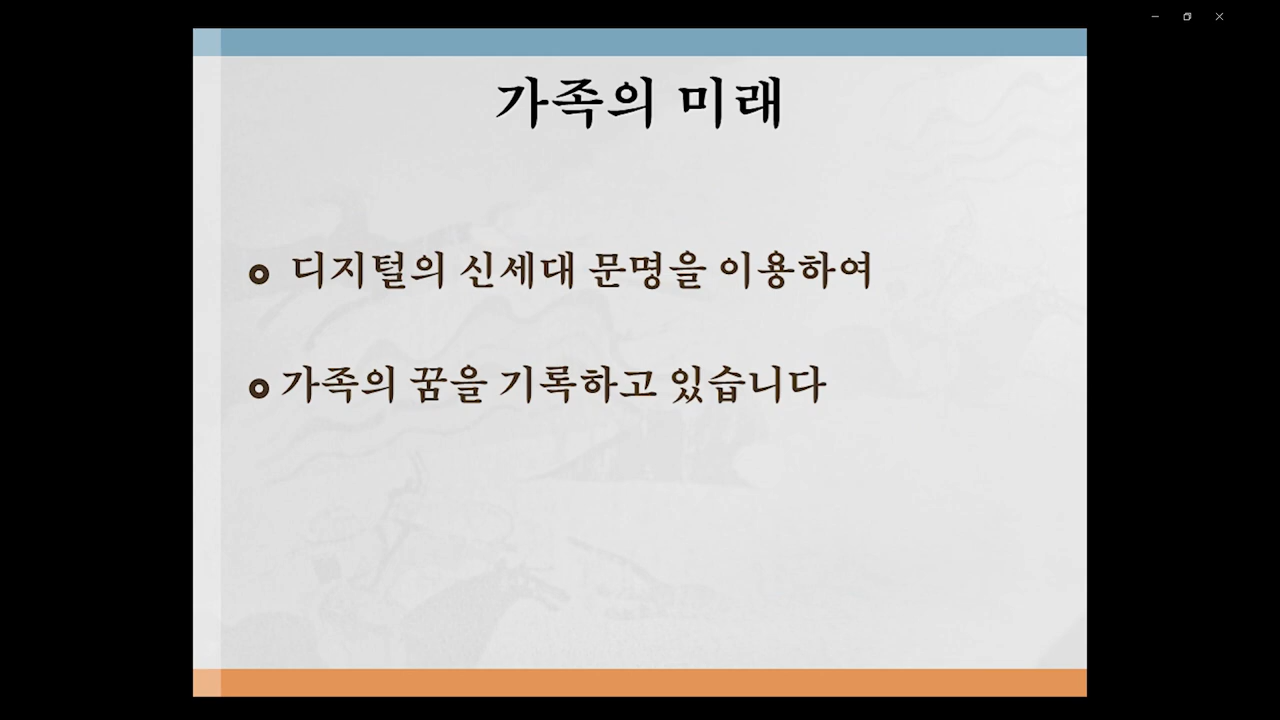 가족의 미래
디지털의 신세대 문명을 이용하여
가족의 꿈을 기록하고 있습니다